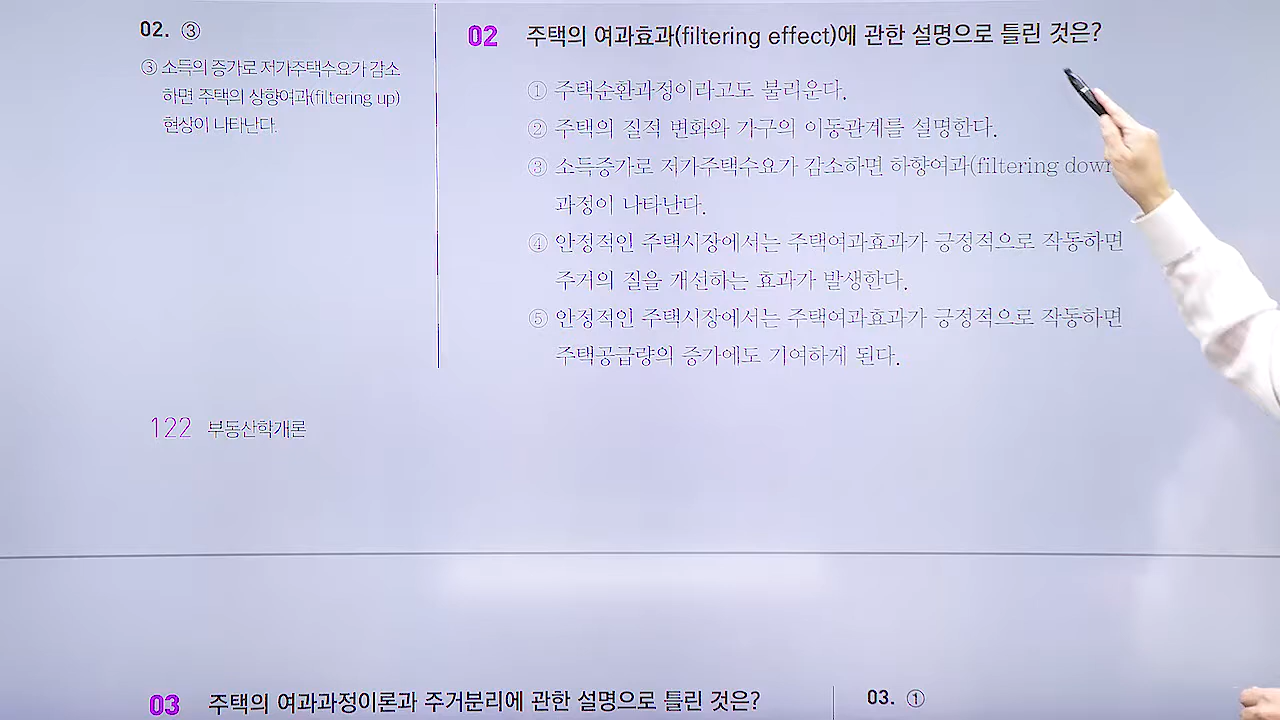 02. ③
③ 소득의 증가로 저가주택수요가 감소
하면 주택의 상향여과(filtering up)
현상이 나타난다.
02 주택의 여과효과(filtering effect)에 관한 설명으로 틀린 것은?
① 주택순환과정이라고도 불리운다.
② 주택의 질적 변화와 가구의 이동관계를 설명한다.
③ 소득증가로 저가주택수요가 감소하면 하향여과(filtering down
과정이 나타난다.
④ 안정적인 주택시장에서는 주택여과효과가 긍정적으로 작동하면
주거의 질을 개선하는 효과가 발생한다.
⑤ 안정적인 주택시장에서는 주택여과효과가 긍정적으로 작동하면
주택공급량의 증가에도 기여하게 된다.
122 부동산학개론
03 주택의 여과과정이론과 주거분리에 관한 설명으로 틀린 것은?
03. ①